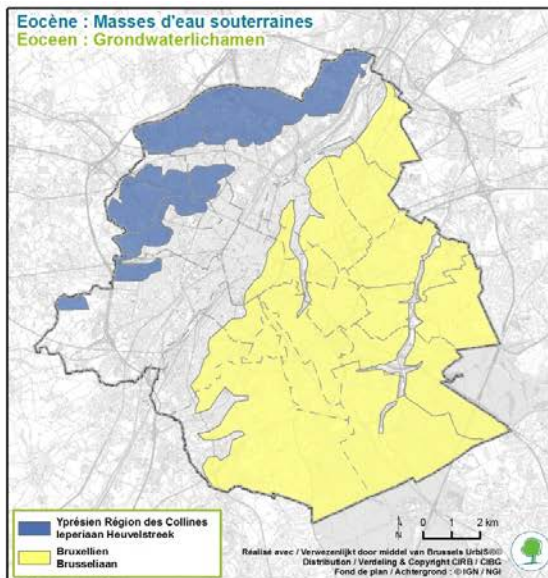 Eocène : Masses d'eau souterraines
Eoceen : Grondwaterlichamen
Yprésien Région des Collines
Ieperiaan Heuvelstreek
Bruxellien
Brusseliaan
N
0 1 2 km
Réalisé avec / Verwezenlijkt door middel van Brussels UrbIS®©
Distribution / Verdeling & Copyright CIRB / CIBG
Fond de plan / Achtergrond : © IGN / NGI